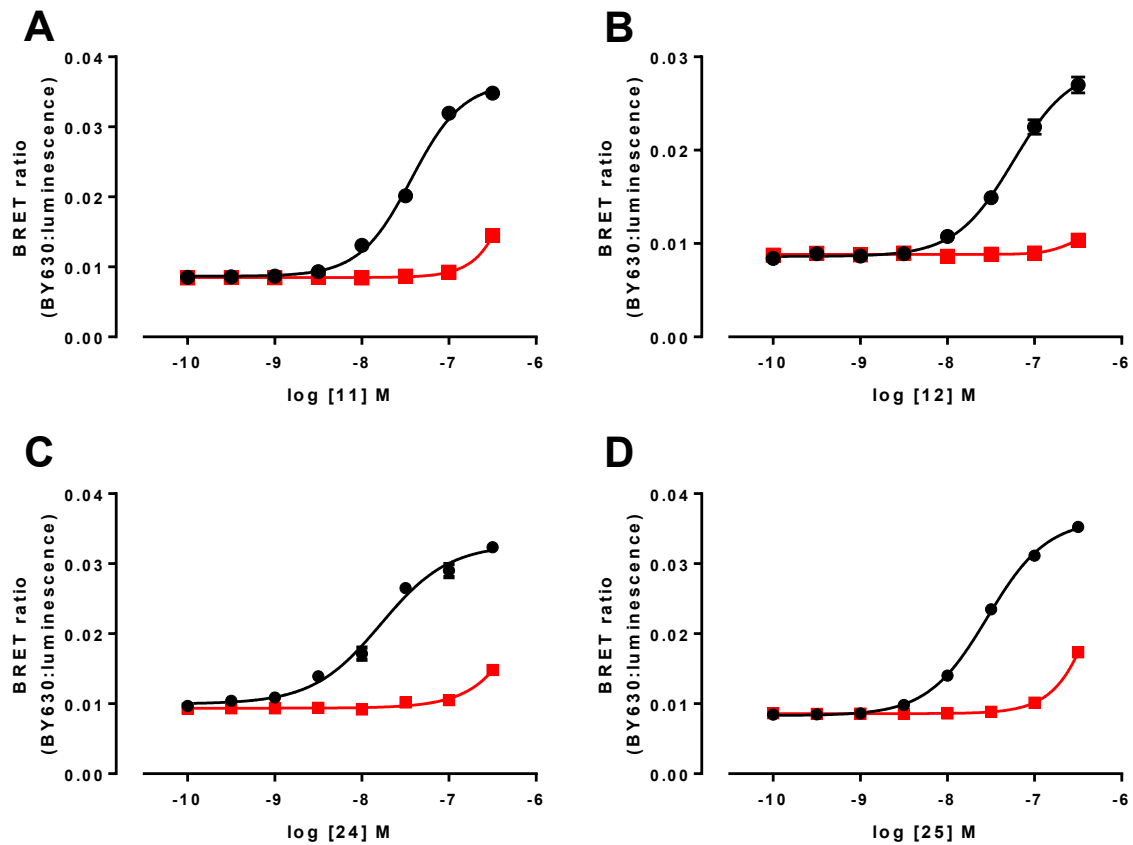 A
BRET ratio
(BY630:luminescence)
0.04
0.03
0.02
0.01
0.00
-10
-9
-8
-7
-6
log [11] M
B
BRET ratio
(BY630:luminescence)
0.03
0.02
0.01
0.00
-10
-9
-8
-7
-6
log [12] M
C
BRET ratio
(BY630:luminescence)
0.04
0.03
0.02
0.01
0.00
-10
-9
-8
-7
-6
log [24] M
D
BRET ratio
(BY630:luminescence)
0.04
0.03
0.02
0.01
0.00
-10
-9
-8
-7
-6
log [25] M